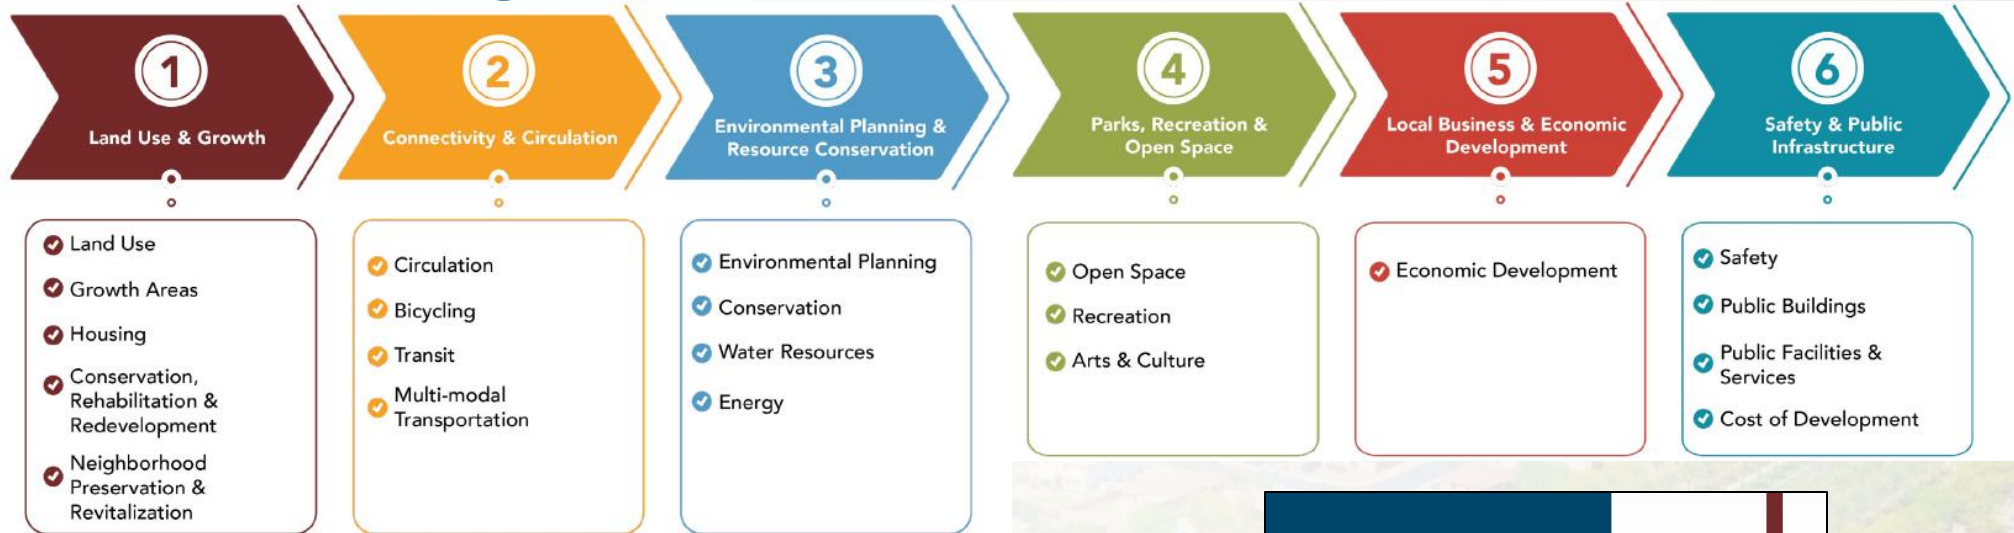 1
Land Use & Growth
Land Use
Growth Areas
Housing
Conservation,
Rehabilitation &
Redevelopment
Neighborhood
Preservation &
Revitalization
2
Connectivity & Circulation
Circulation
Bicycling
Transit
Multi-modal
Transportation
3
Environmental Planning &
Resource Conservation
Environmental Planning
Conservation
Water Resources
Energy
4
Parks, Recreation &
Open Space
Open Space
Recreation
Arts & Culture
5
Local Business & Economic
Development
Economic Development
6
Safety & Public
Infrastructure
Safety
Public Buildings
Public Facilities &
Services
Cost of Development